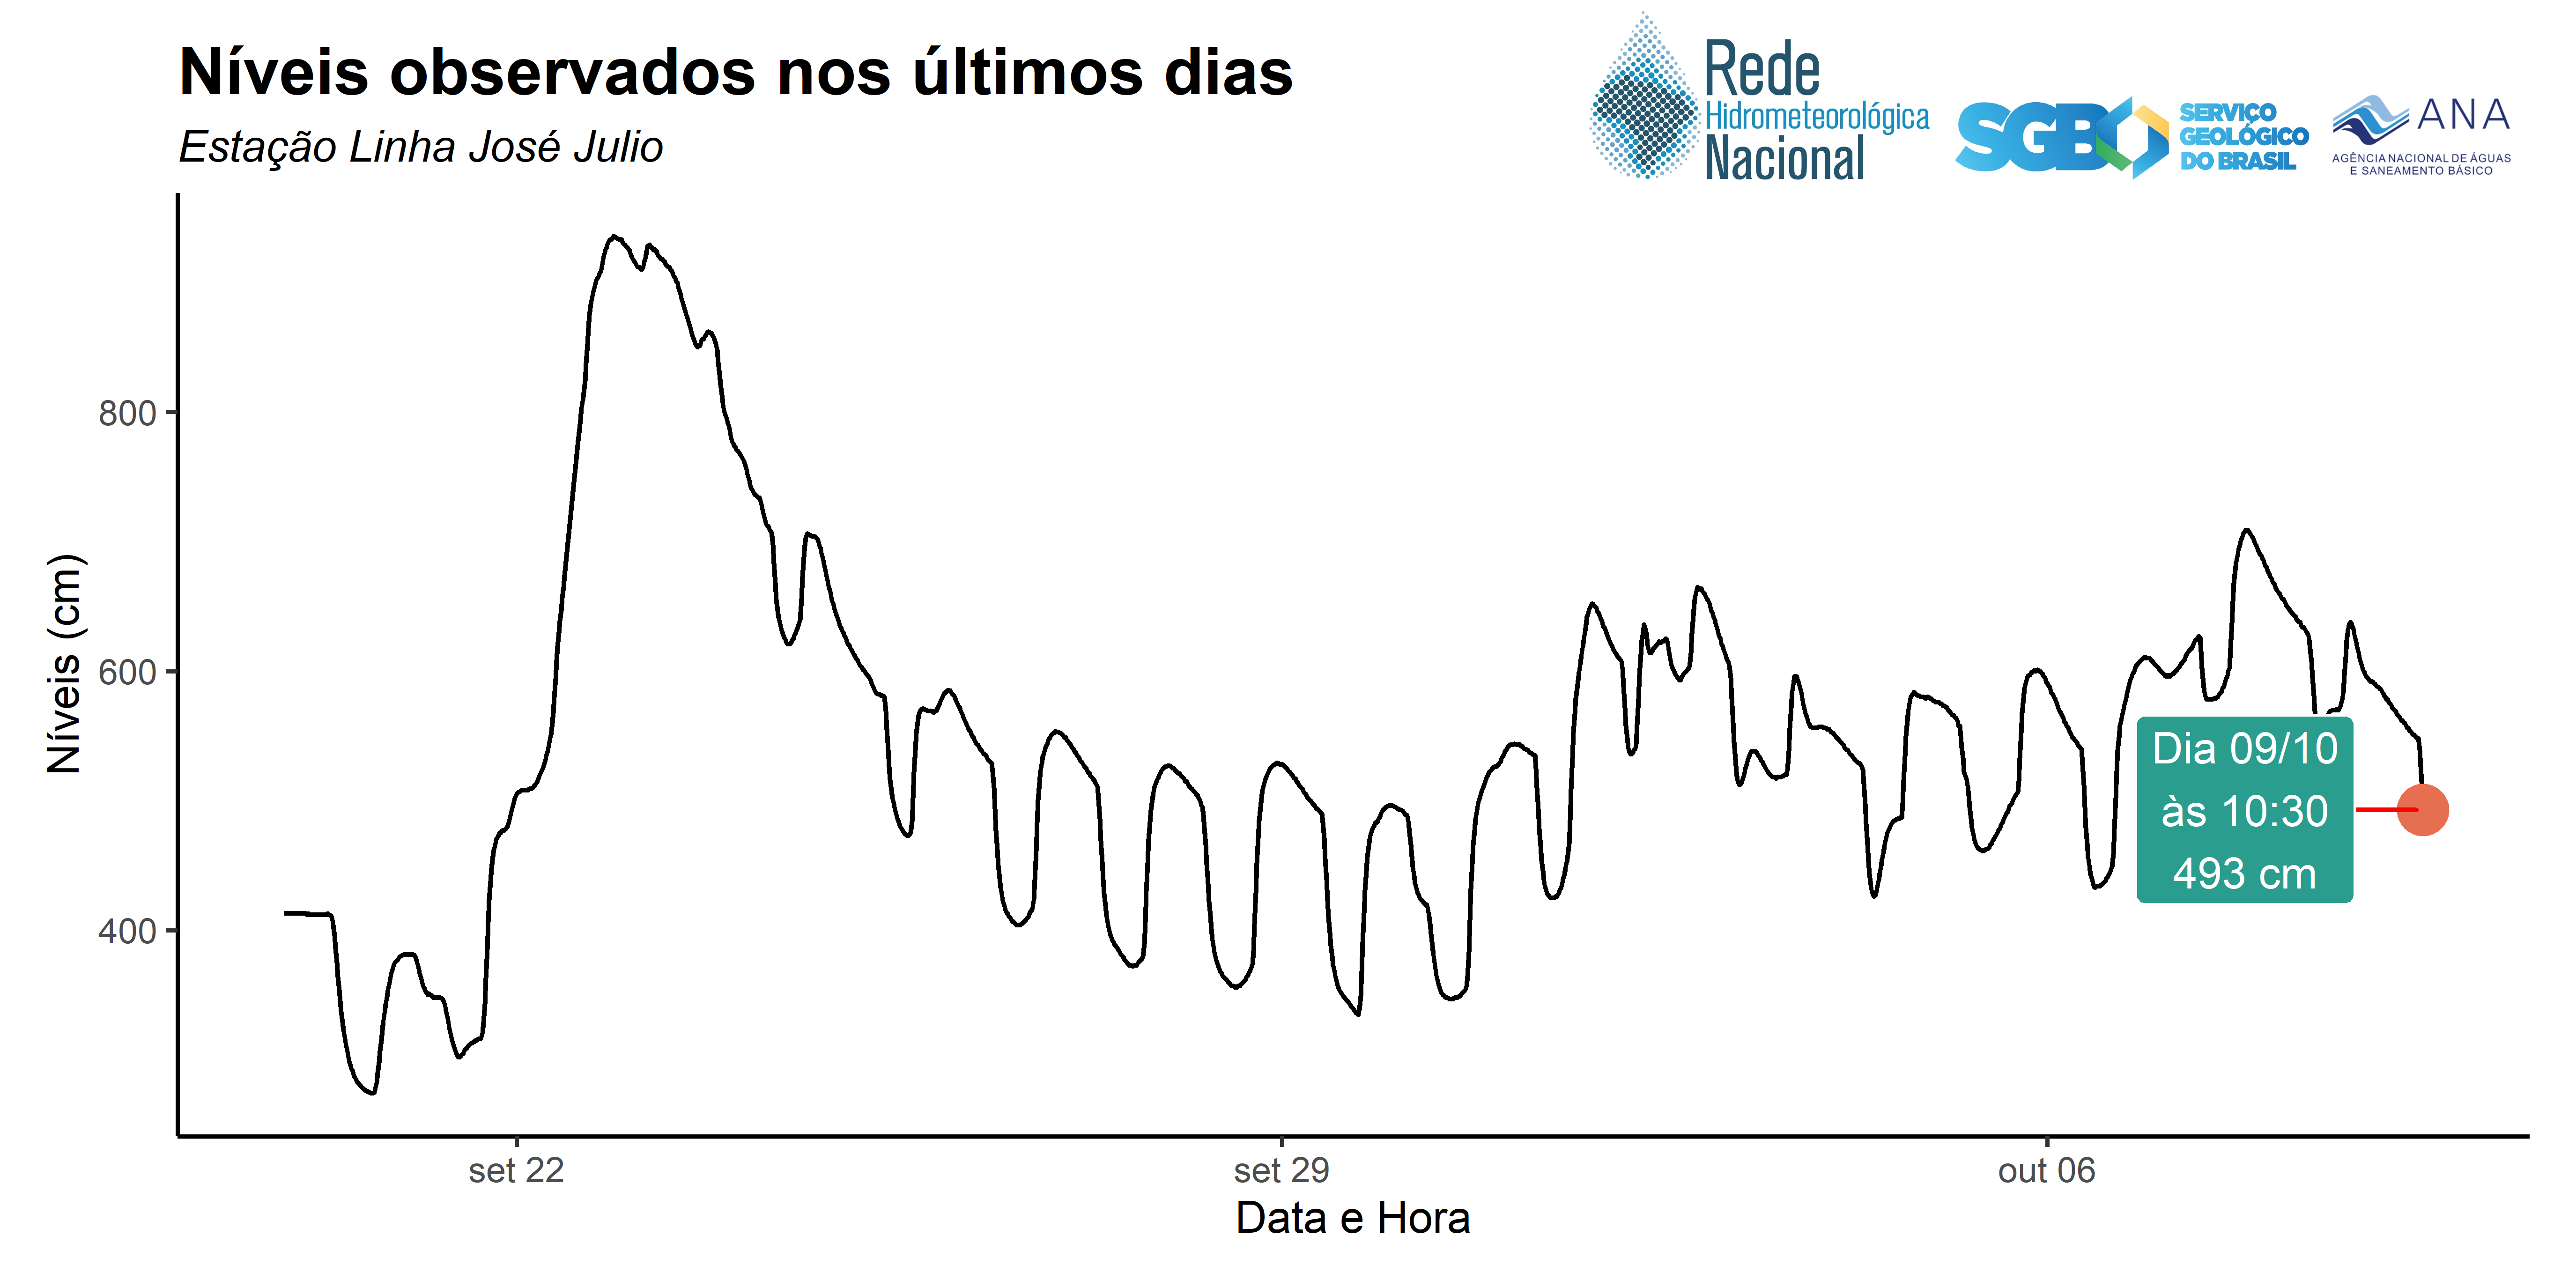 Níveis observados nos últimos dias
Estação Linha José Julio
Rede
Hidrometeorológica
Nacional
SGB
SERVIÇO
GEOLÓGICO
DO BRASIL
ANA
AGÊNCIA NACIONAL DE ÁGUAS
E SANEAMENTO BÁSICO
Níveis (cm)
800
600
400
Dia 09/10
às 10:30
493 cm
set 22
set 29
out 06
Data e Hora